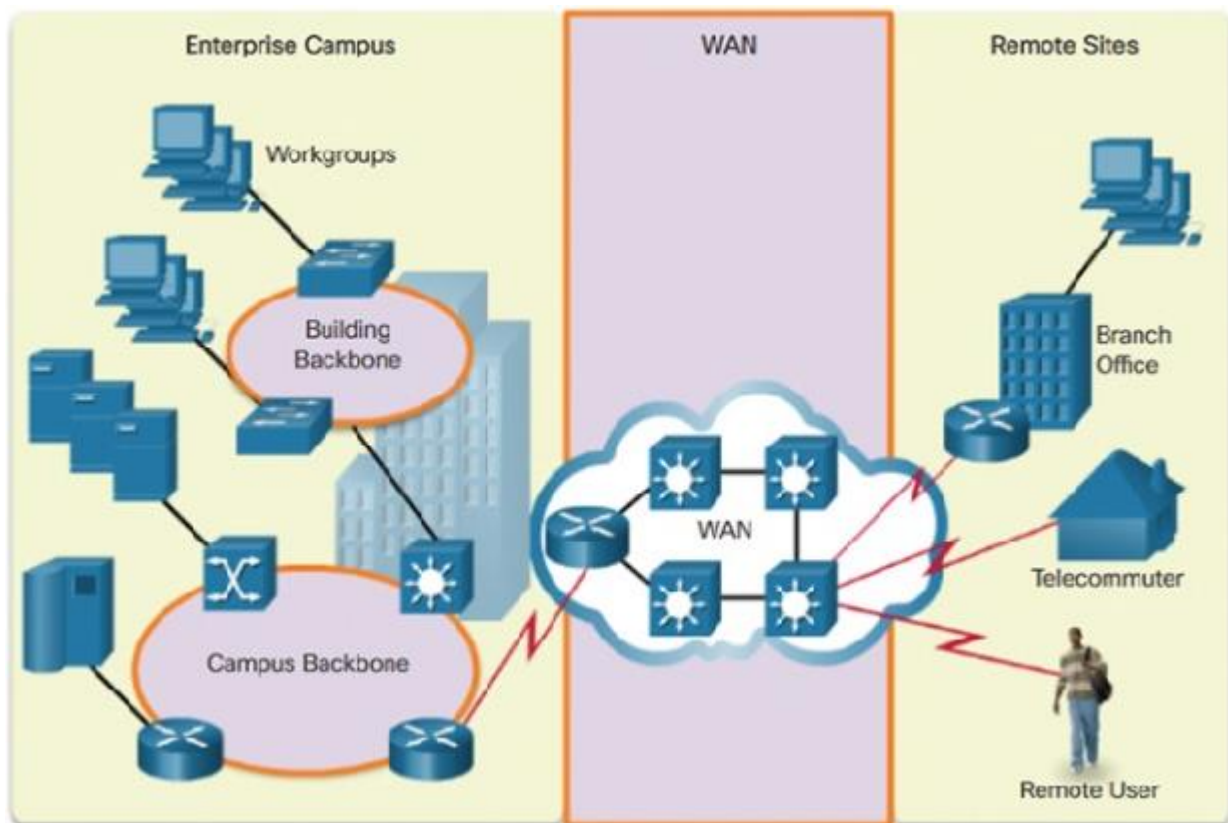 Enterprise Campus
WAN
Remote Sites
Workgroups
Building
Backbone
Branch
Office
WAN
Telecommuter
Campus Backbone
Remote User